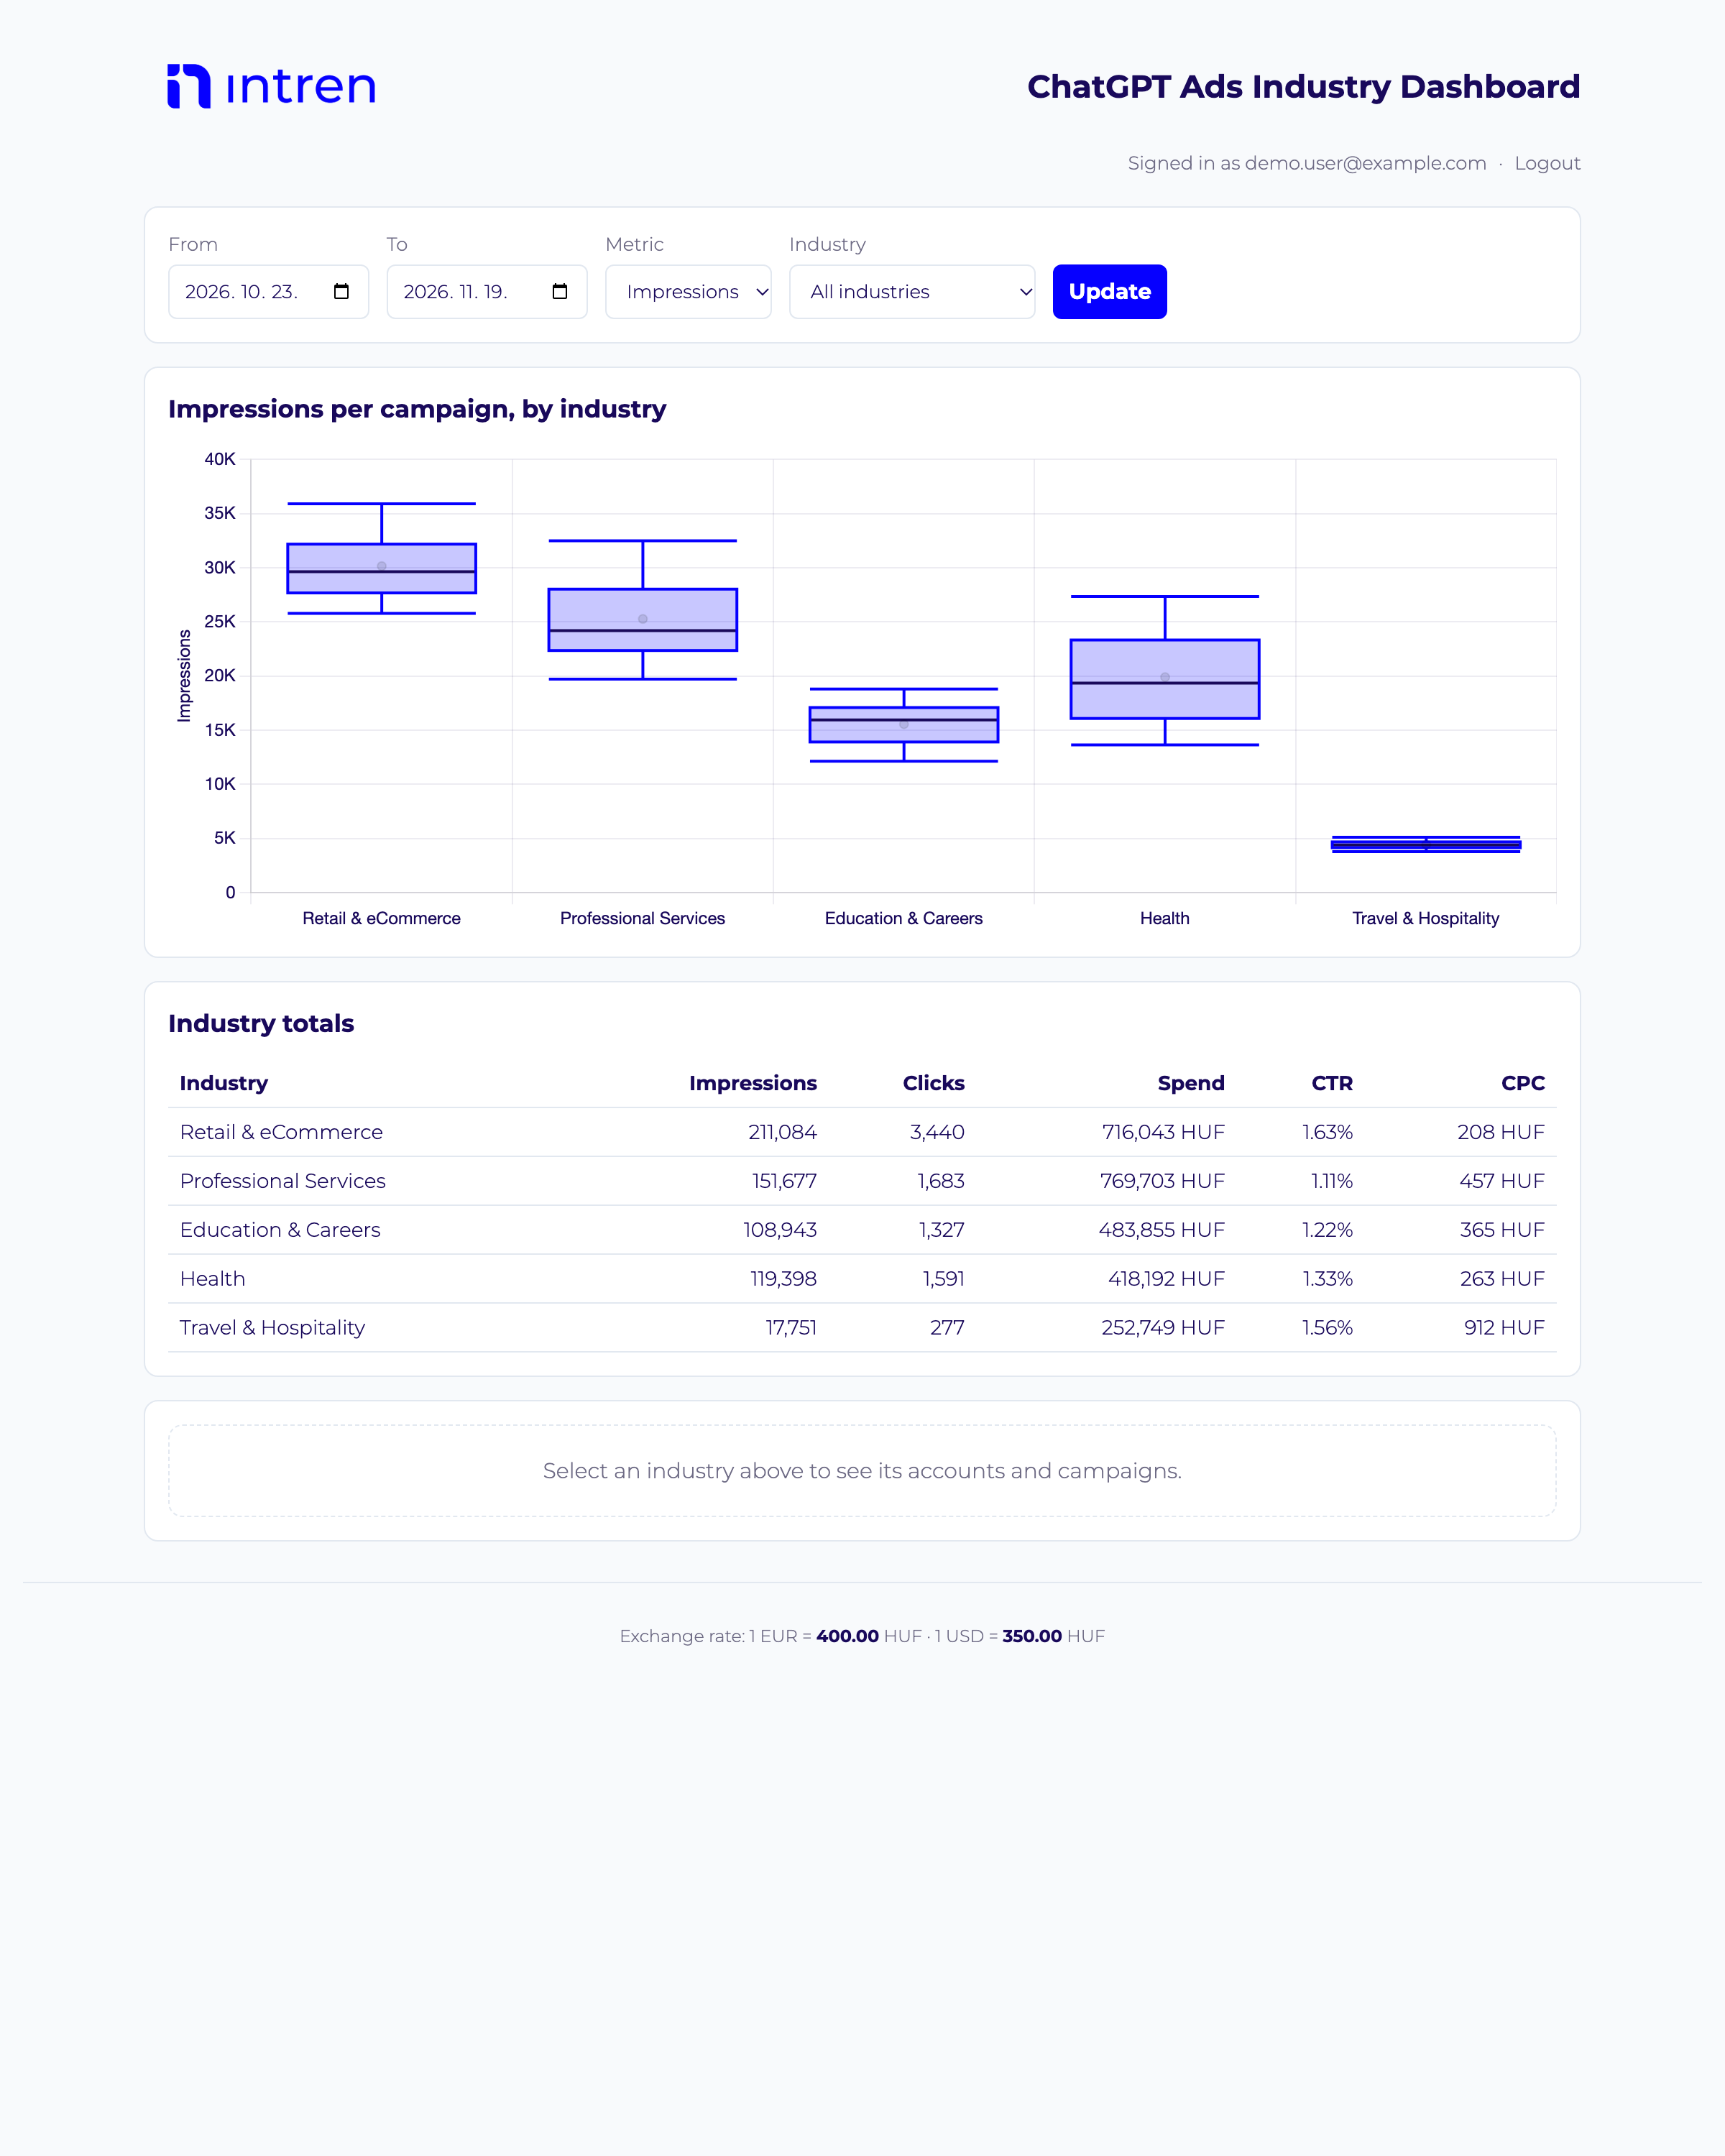 ıntren
ChatGPT Ads Industry Dashboard
Signed in as demo.user@example.com · Logout
From To Metric Industry
2026. 10. 23. 2026. 11. 19. Impressions All industries Update
Impressions per campaign, by industry
40K
35K
30K
25K
20K
15K
10K
5K
0
Impressions
Retail & eCommerce Professional Services Education & Careers Health Travel & Hospitality
Industry totals
Industry Impressions Clicks Spend CTR CPC
Retail & eCommerce 211,084 3,440 716,043 HUF 1.63% 208 HUF
Professional Services 151,677 1,683 769,703 HUF 1.11% 457 HUF
Education & Careers 108,943 1,327 483,855 HUF 1.22% 365 HUF
Health 119,398 1,591 418,192 HUF 1.33% 263 HUF
Travel & Hospitality 17,751 277 252,749 HUF 1.56% 912 HUF
Select an industry above to see its accounts and campaigns.
Exchange rate: 1 EUR = 400.00 HUF · 1 USD = 350.00 HUF